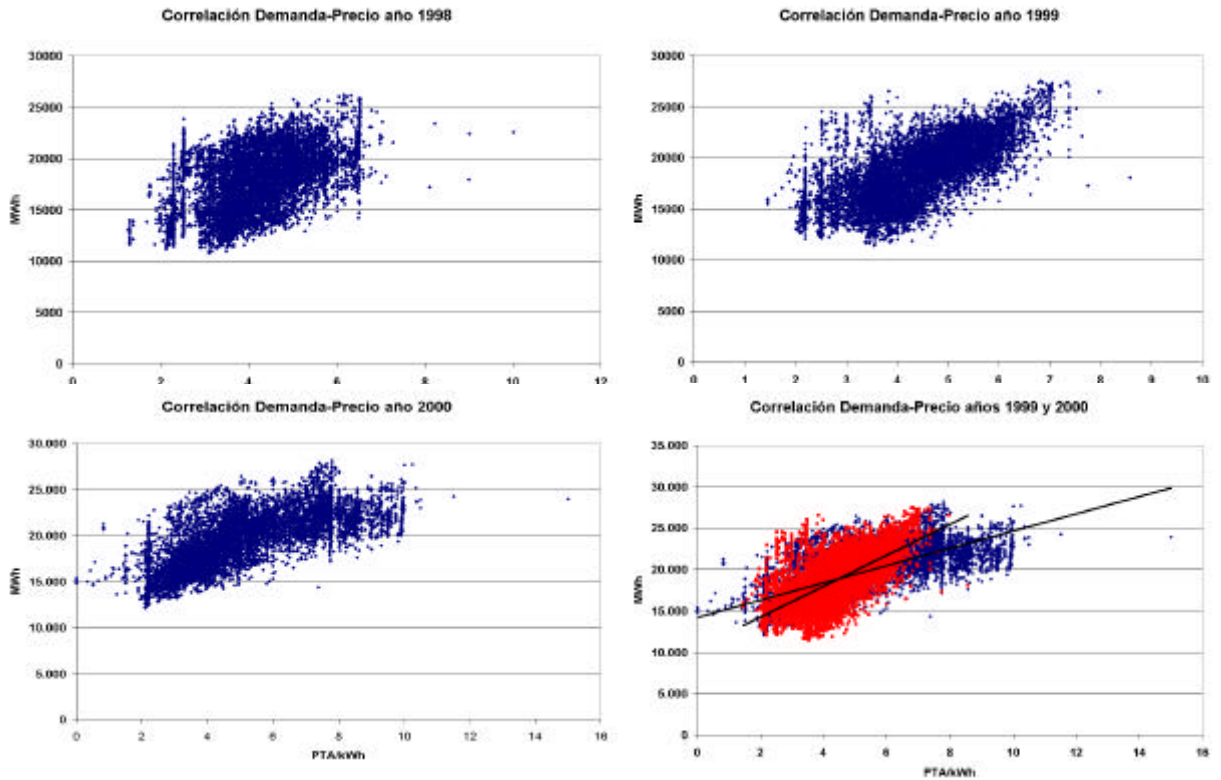 Correlación Demanda-Precio año 1998
30000
25000
20000
15000
10000
5000
0
MWh
0 2 4 6 8 10 12
Correlación Demanda-Precio año 1999
30000
25000
20000
15000
10000
5000
0
MWh
0 1 2 3 4 5 6 7 8 9 10
Correlación Demanda-Precio año 2000
30.000
25.000
20.000
15.000
10.000
5.000
0
MWh
0 2 4 6 8 10 12 14 16
PTA/kWh
Correlación Demanda-Precio años 1999 y 2000
35.000
30.000
25.000
20.000
15.000
10.000
5.000
0
MWh
0 2 4 6 8 10 12 14 16
PTA/kWh